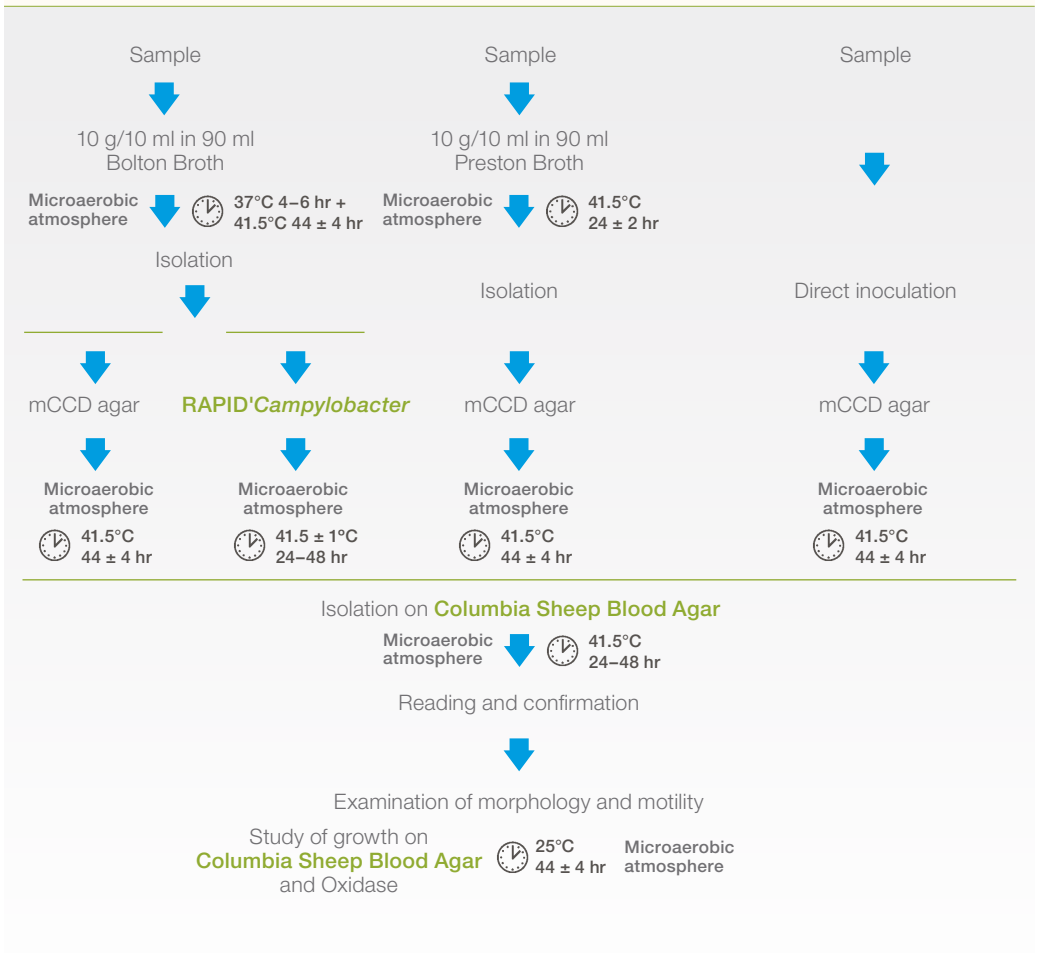 Sample
10 g/10 ml in 90 ml
Bolton Broth
Microaerobic
atmosphere
37°C 4–6 hr +
41.5°C 44 ± 4 hr
Isolation
mCCD agar
Microaerobic
atmosphere
41.5°C
44 ± 4 hr
RAPID'Campylobacter
Microaerobic
atmosphere
41.5 ± 1°C
24–48 hr
Sample
10 g/10 ml in 90 ml
Preston Broth
Microaerobic
atmosphere
41.5°C
24 ± 2 hr
Isolation
mCCD agar
Microaerobic
atmosphere
41.5°C
44 ± 4 hr
Sample
Direct inoculation
mCCD agar
Microaerobic
atmosphere
41.5°C
44 ± 4 hr
Isolation on Columbia Sheep Blood Agar
Microaerobic
atmosphere
41.5°C
24–48 hr
Reading and confirmation
Examination of morphology and motility
Study of growth on
Columbia Sheep Blood Agar
and Oxidase
25°C
44 ± 4 hr
Microaerobic
atmosphere